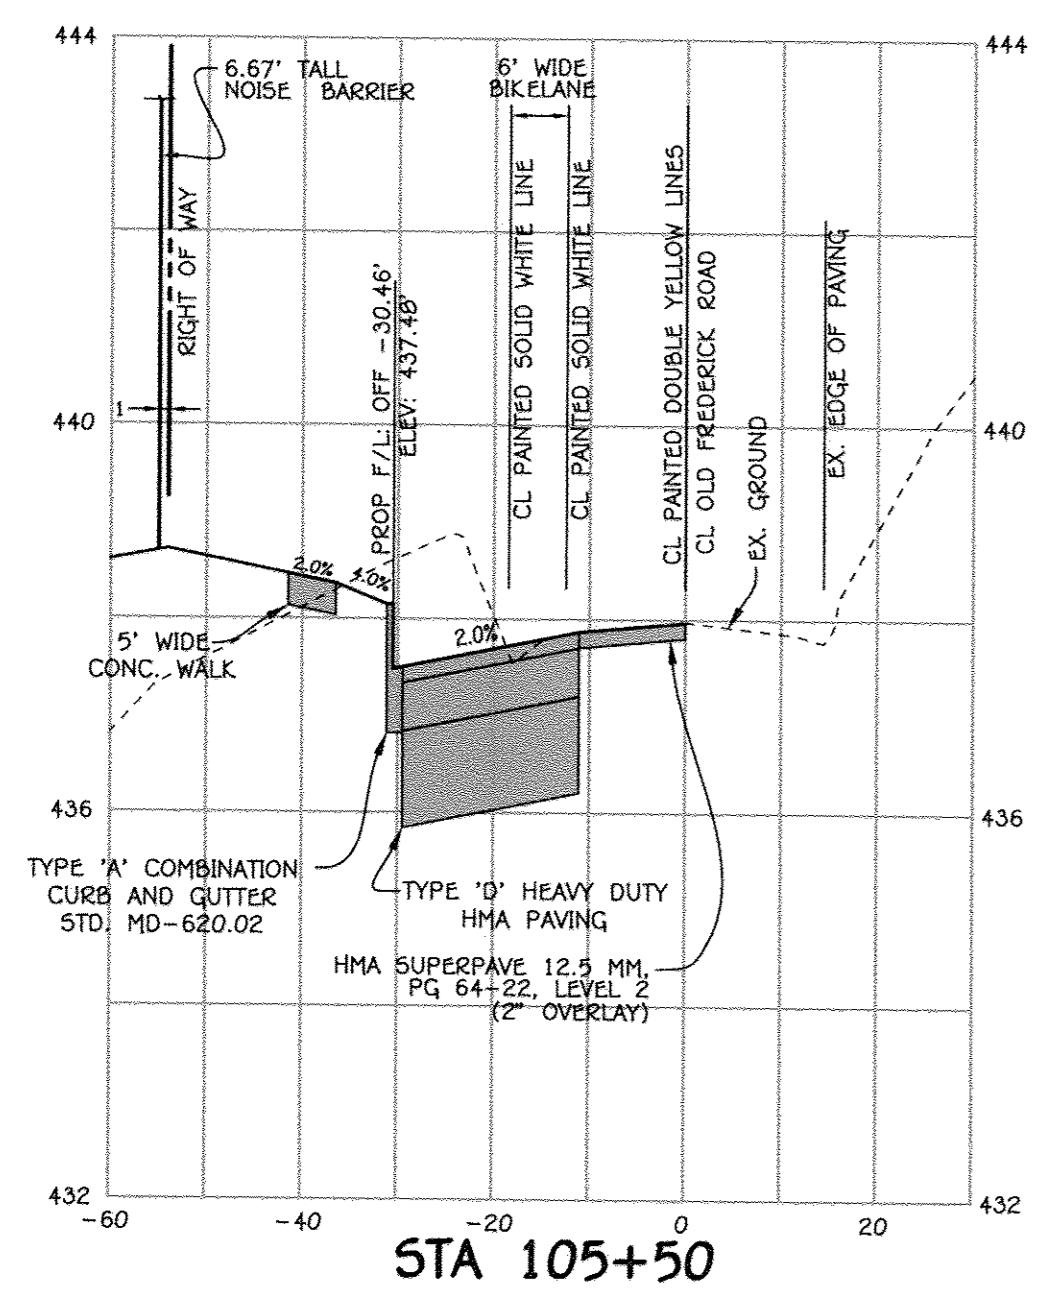 444
444
6.67' TALL
NOISE BARRIER
6' WIDE
BIKELANE
RIGHT OF WAY
PROP F/L: OFF -30.46'
ELEV: 437.48'
CL PAINTED SOLID WHITE LINE
CL PAINTED SOLID WHITE LINE
CL PAINTED DOUBLE YELLOW LINES
CL OLD FREDERICK ROAD
EX. GROUND
EX. EDGE OF PAVING
1
440
440
2.0%
4.0%
2.0%
5' WIDE
CONC. WALK
436
436
TYPE 'A' COMBINATION
CURB AND GUTTER
STD. MD-620.02
TYPE 'D' HEAVY DUTY
HMA PAVING
HMA SUPERPAVE 12.5 MM,
PG 64-22, LEVEL 2
(2" OVERLAY)
432
432
-60 -40 -20 0 20
STA 105+50